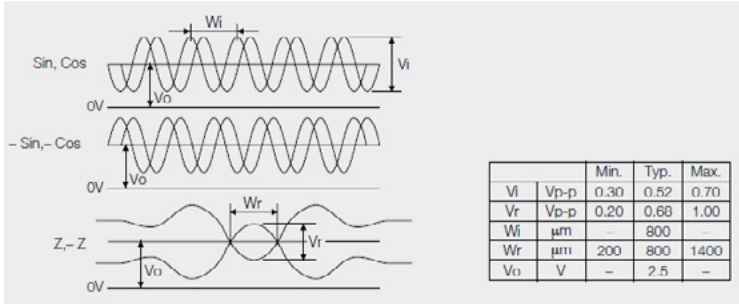 Wi
Sin, Cos
Vi
Vo
0V
– Sin,– Cos
Vo
0V
Wr
Z,– Z
Vr
Vo
0V
Min. Typ. Max.
Vi Vp-p 0.30 0.52 0.70
Vr Vp-p 0.20 0.68 1.00
Wi μm – 800 –
Wr μm 200 800 1400
Vo V – 2.5 –